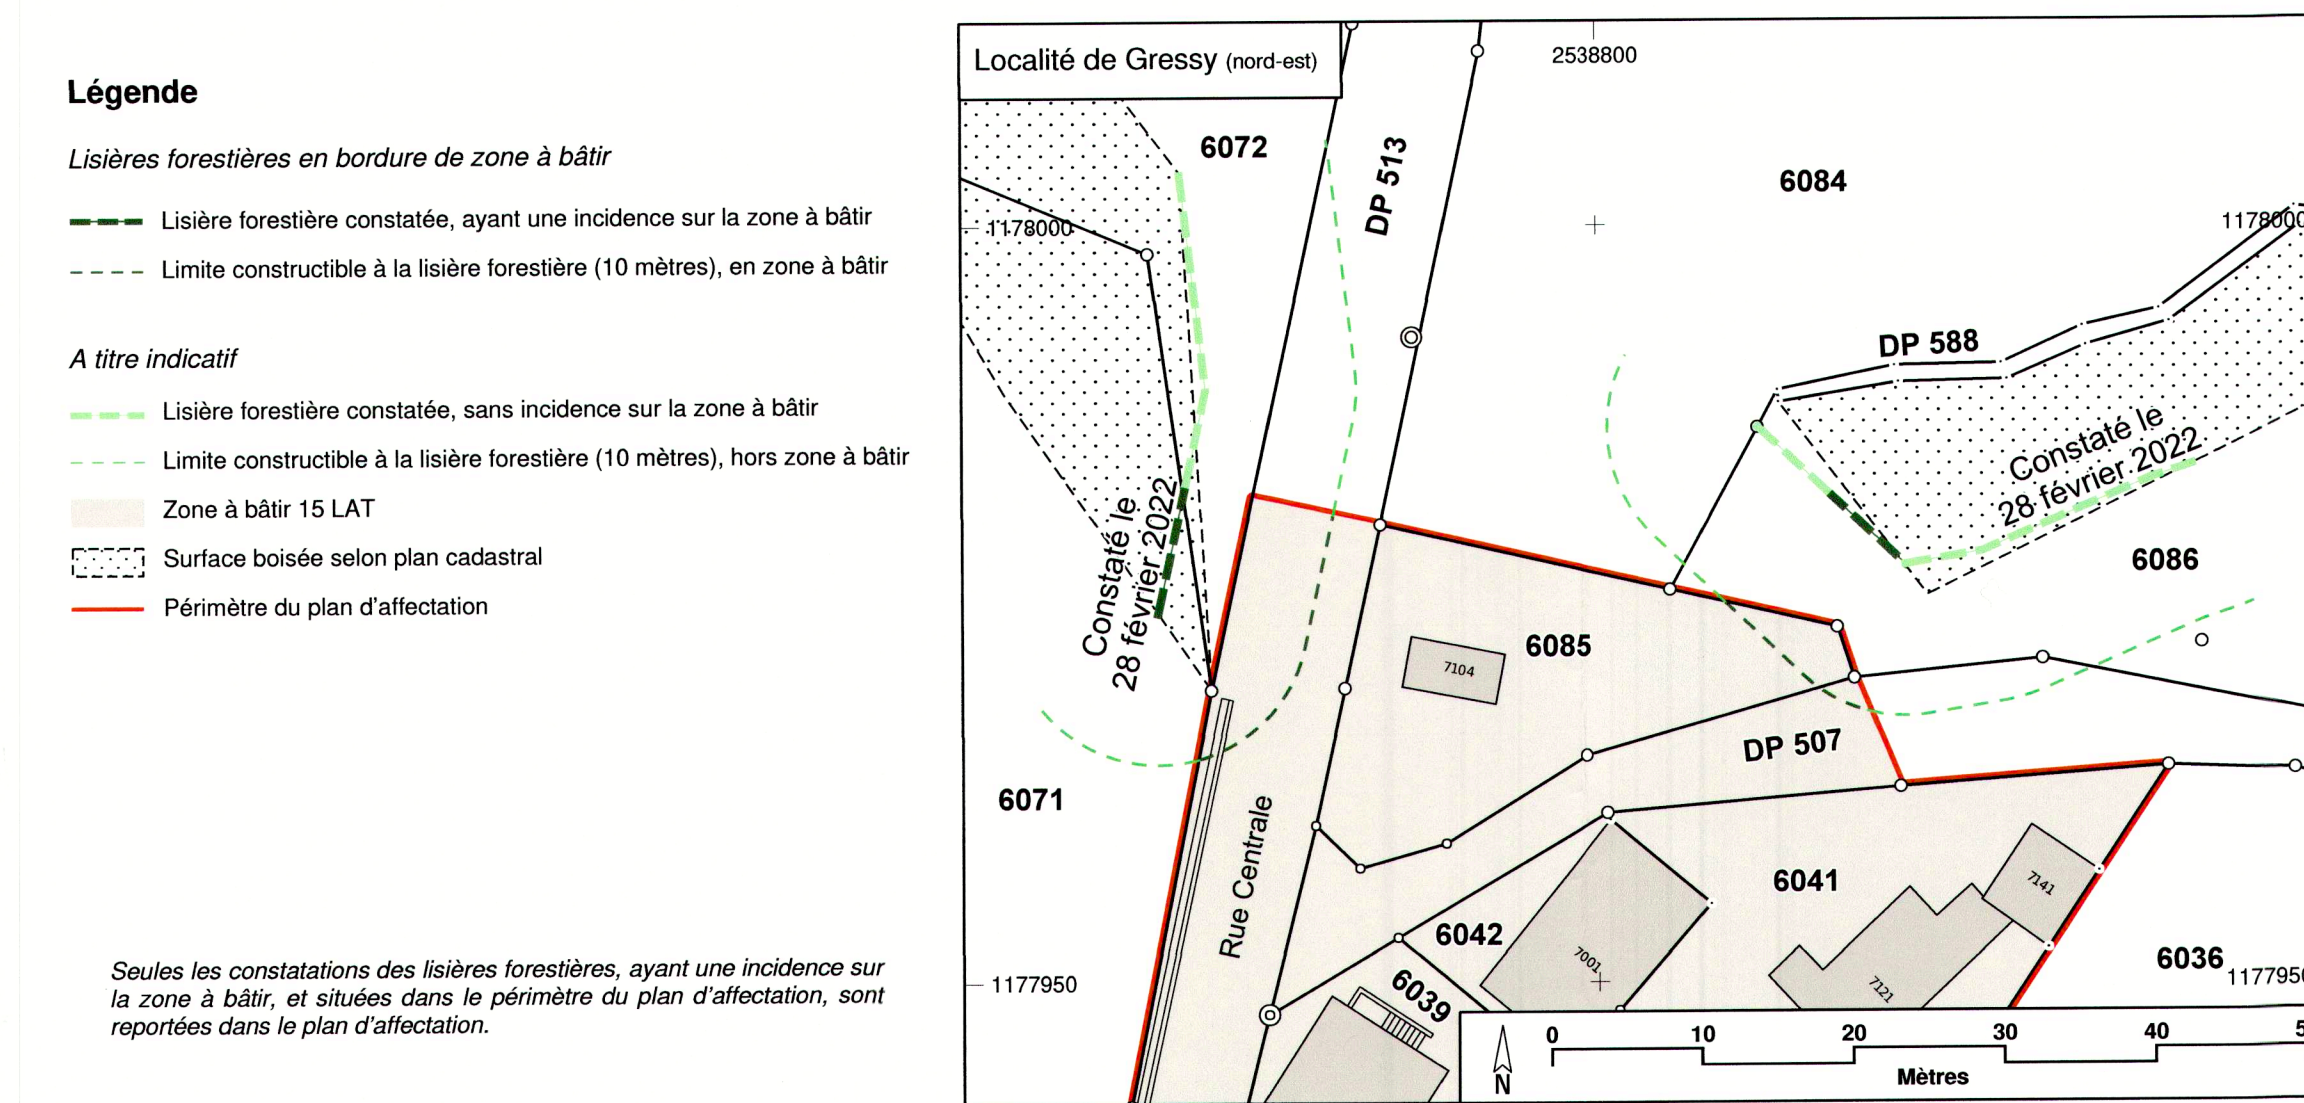 Légende
Lisières forestières en bordure de zone à bâtir
Lisière forestière constatée, ayant une incidence sur la zone à bâtir
Limite constructible à la lisière forestière (10 mètres), en zone à bâtir
A titre indicatif
Lisière forestière constatée, sans incidence sur la zone à bâtir
Limite constructible à la lisière forestière (10 mètres), hors zone à bâtir
Zone à bâtir 15 LAT
Surface boisée selon plan cadastral
Périmètre du plan d'affectation
Seules les constatations des lisières forestières, ayant une incidence sur
la zone à bâtir, et situées dans le périmètre du plan d'affectation, sont
reportées dans le plan d'affectation.
Localité de Gressy (nord-est)
2538800
6072
DP 513
6084
1178000
1178000
DP 588
Constaté le
28 février 2022
Constaté le
28 février 2022
6086
6085
7104
DP 507
6071
Rue Centrale
6041
7141
6042
7001
7121
6036
1177950
1177950
6039
0 10 20 30 40
Mètres
N